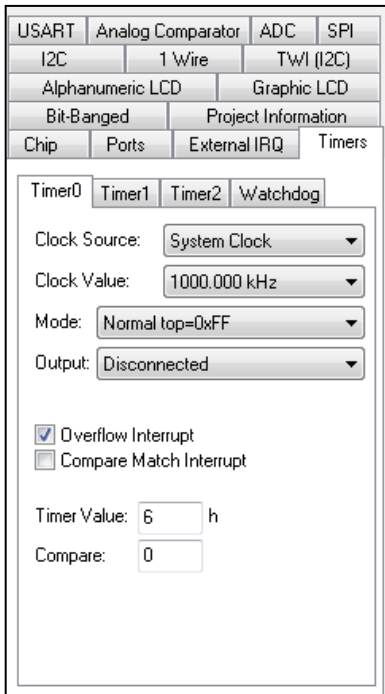 USART Analog Comparator ADC SPI
I2C 1 Wire TWI (I2C)
Alphanumeric LCD Graphic LCD
Bit-Banged Project Information
Chip Ports External IRQ Timers
Timer0 Timer1 Timer2 Watchdog
Clock Source: System Clock
Clock Value: 1000.000 kHz
Mode: Normal top=0xFF
Output: Disconnected
Overflow Interrupt
Compare Match Interrupt
Timer Value: 6 h
Compare: 0